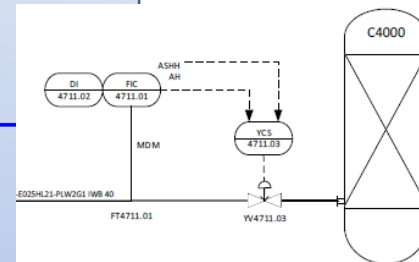 C4000
ASHH
AH
DI
4711.02
FIC
4711.01
YCS
4711.03
MDM
-E025HL21-PLW2G1 IWB 40
FT4711.01
YV4711.03